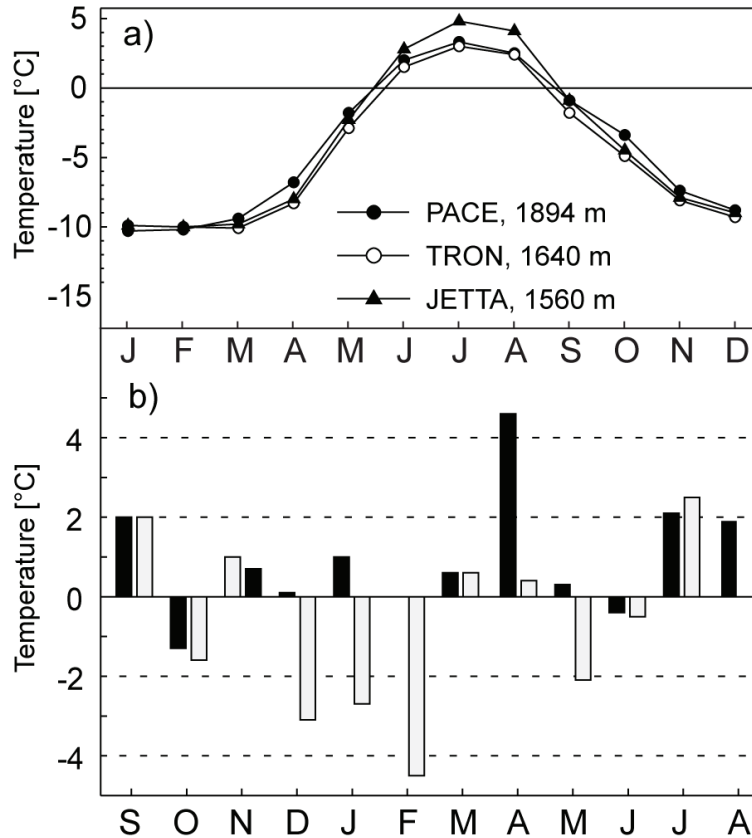 a)
Temperature [°C]
5
0
-5
-10
-15
PACE, 1894 m
TRON, 1640 m
JETTA, 1560 m
J F M A M J J A S O N D
b)
Temperature [°C]
4
2
0
-2
-4
S O N D J F M A M J J A